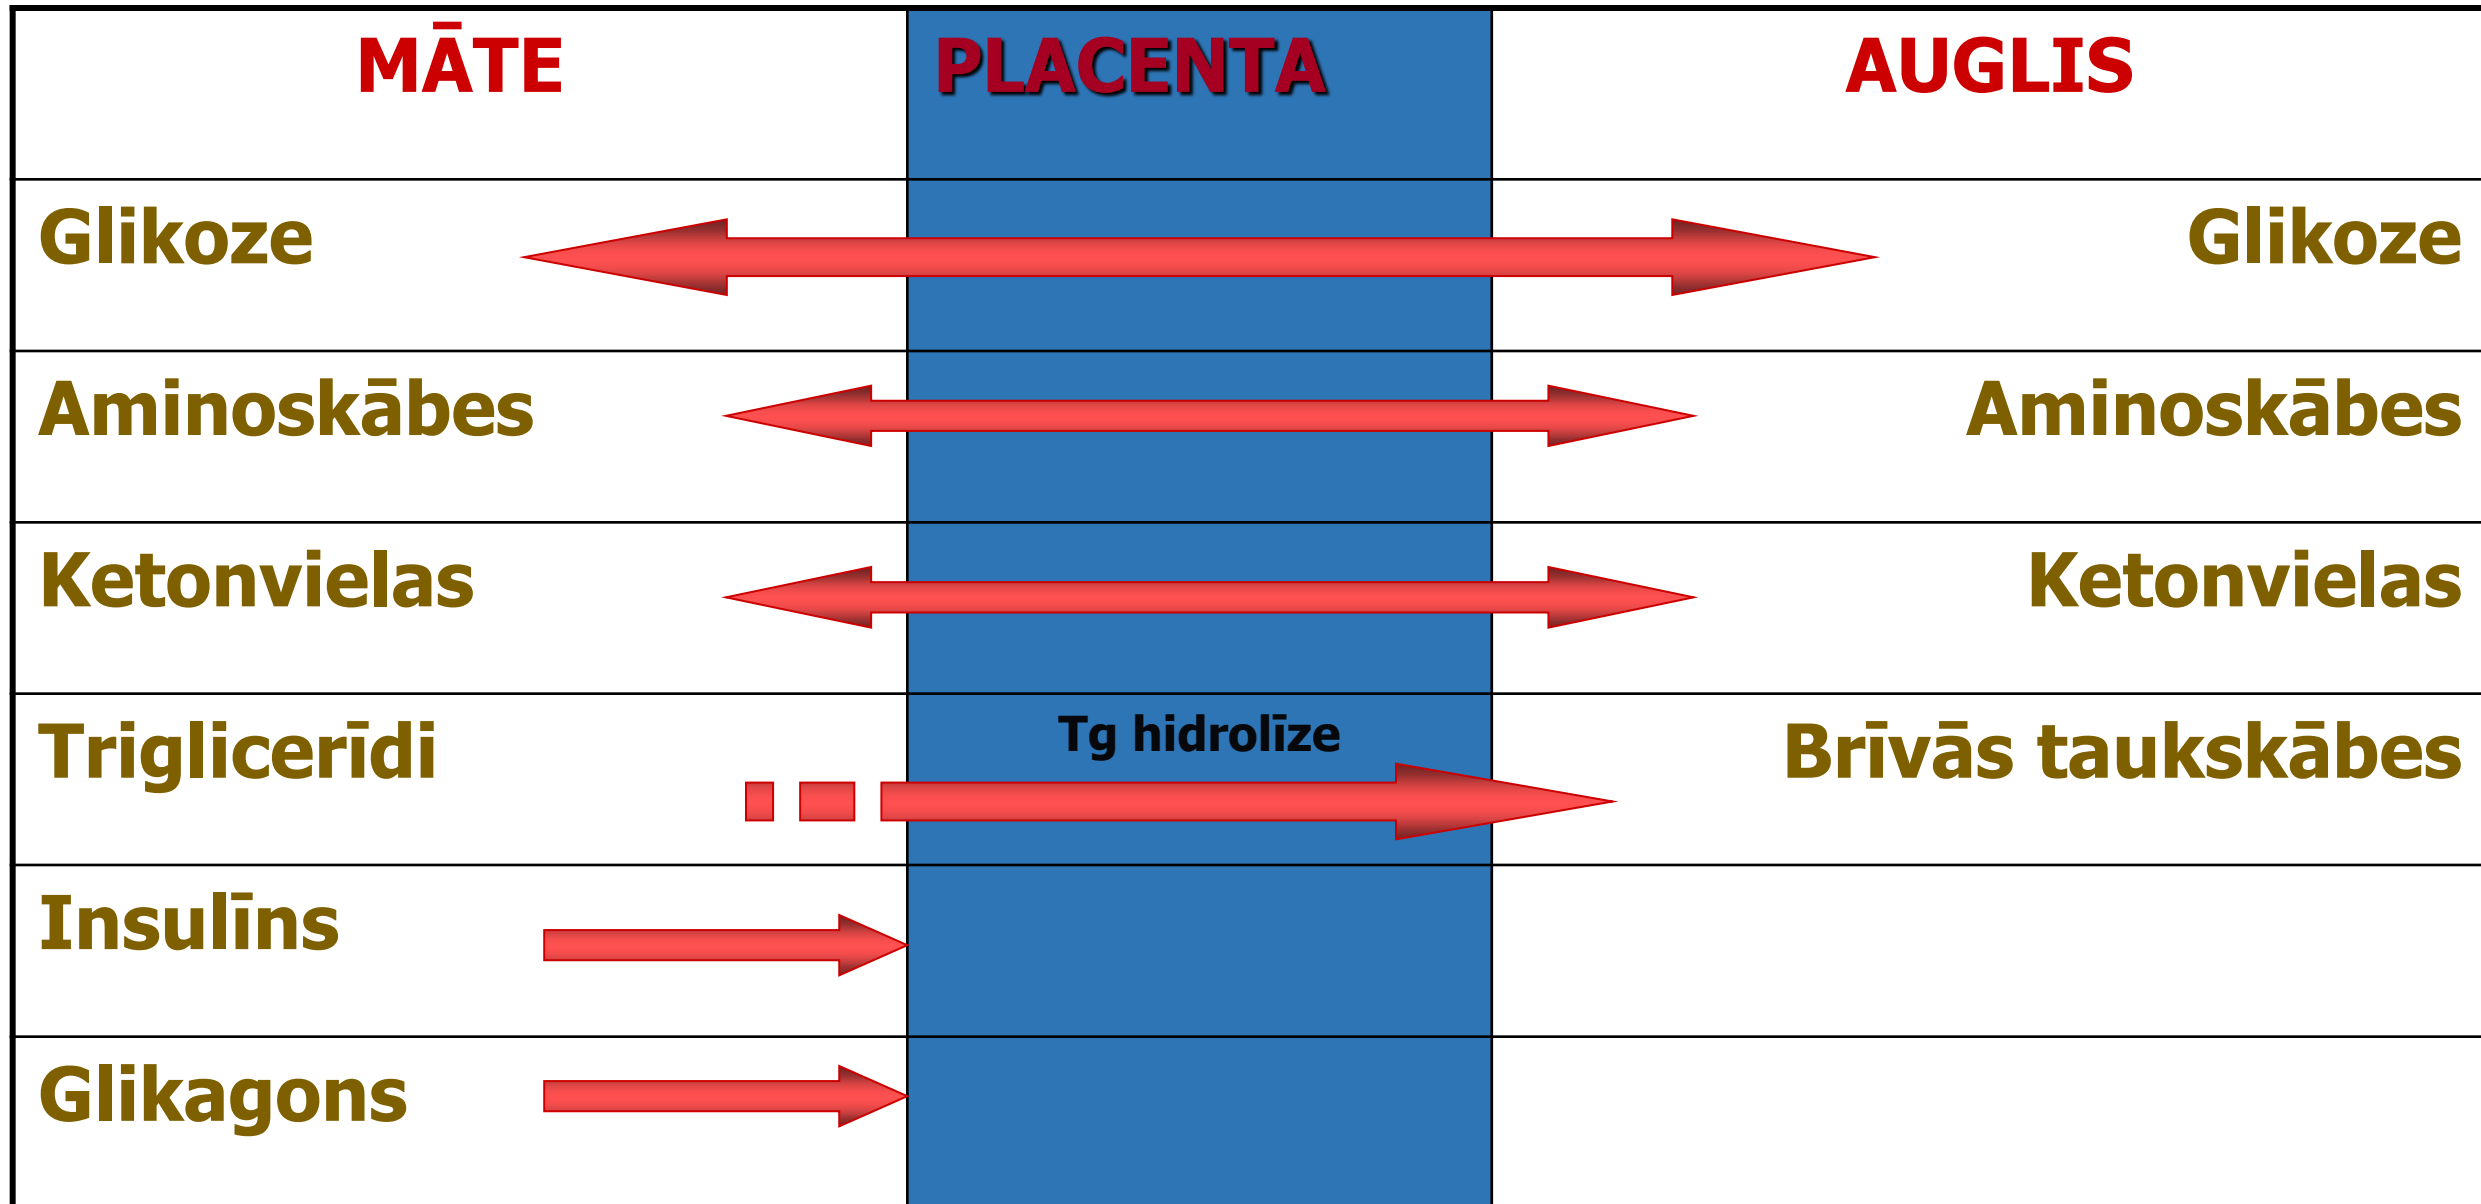 MĀTE PLACENTA AUGLIS
Glikoze Glikoze
Aminoskābes Aminoskābes
Ketonvielas Ketonvielas
Triglicerīdi Tg hidrolīze Brīvās taukskābes
Insulīns
Glikagons